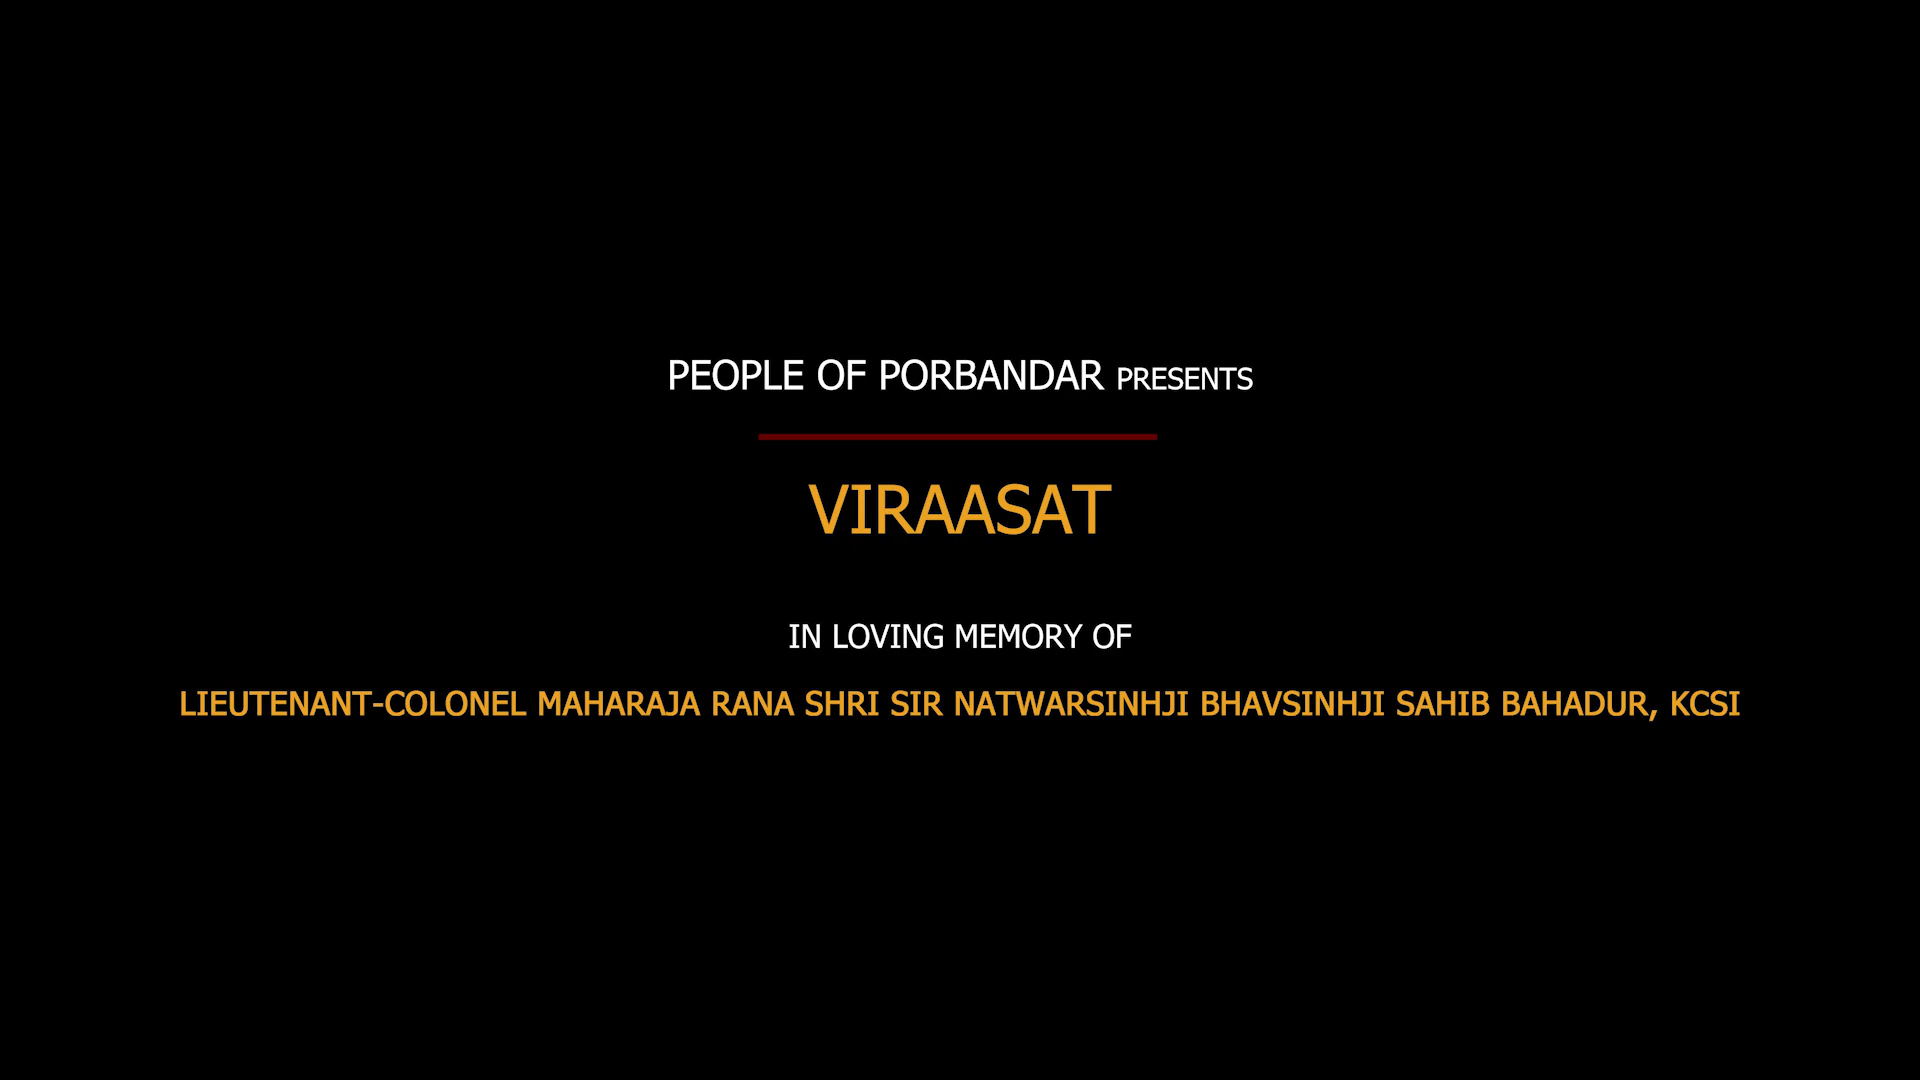 PEOPLE OF PORBANDAR PRESENTS
VIRAASAT
IN LOVING MEMORY OF
LIEUTENANT-COLONEL MAHARAJA RANA SHRI SIR NATWARSINHJI BHAVSINHJI SAHIB BAHADUR, KCSI